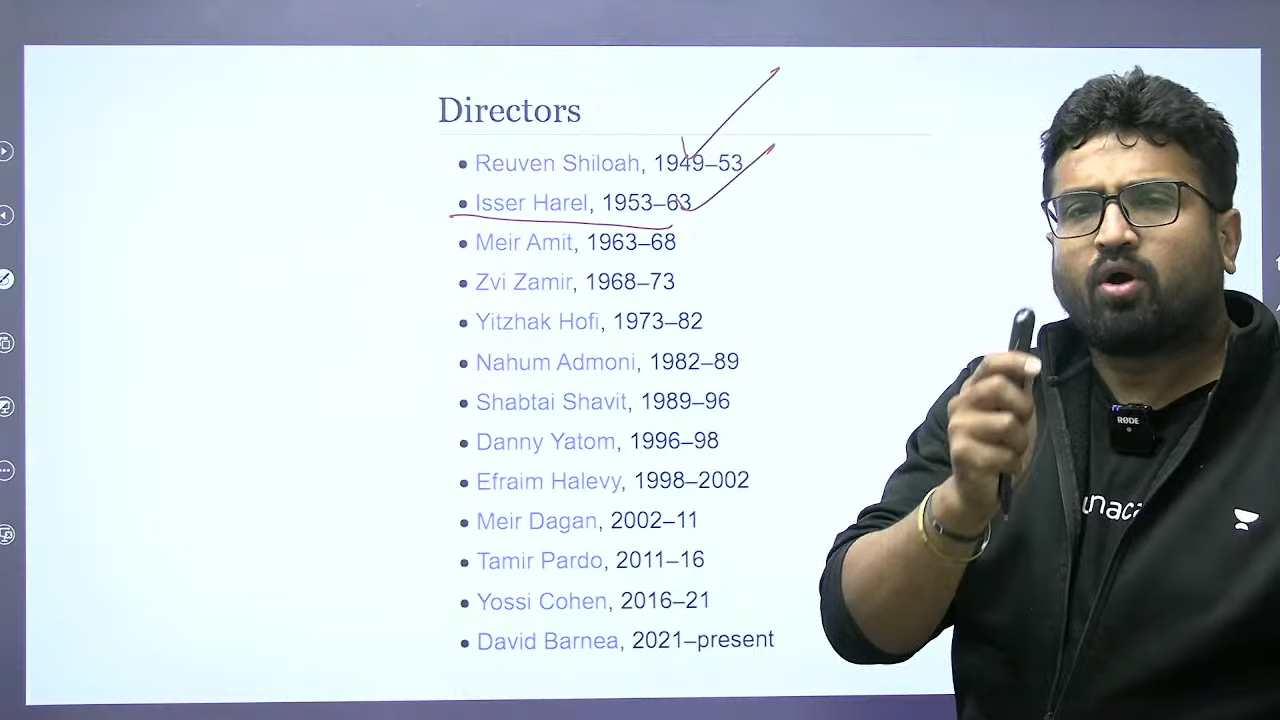 Directors
• Reuven Shiloah, 1949–53
• Isser Harel, 1953–63
• Meir Amit, 1963–68
• Zvi Zamir, 1968–73
• Yitzhak Hofi, 1973–82
• Nahum Admoni, 1982–89
• Shabtai Shavit, 1989–96
• Danny Yatom, 1996–98
• Efraim Halevy, 1998–2002
• Meir Dagan, 2002–11
• Tamir Pardo, 2011–16
• Yossi Cohen, 2016–21
• David Barnea, 2021–present
RØDE
unaca